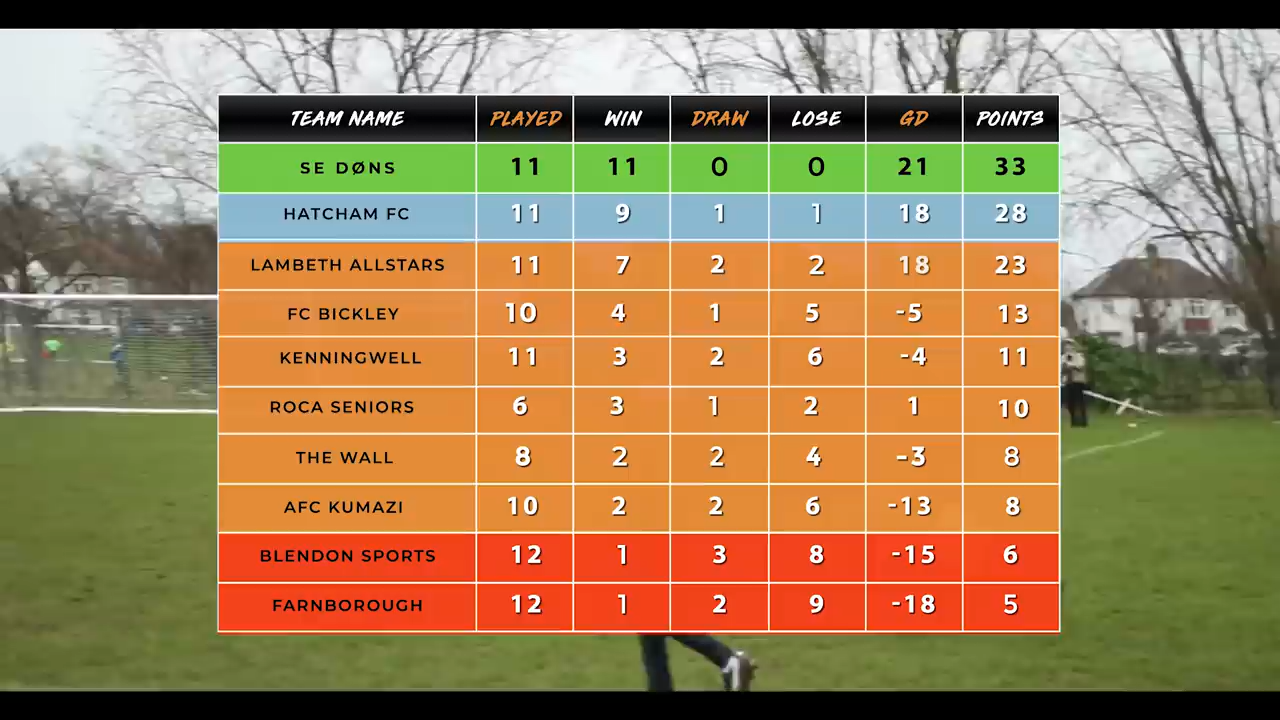 TEAM NAME PLAYED WIN DRAW LOSE GD POINTS
SE DØNS 11 11 0 0 21 33
HATCHAM FC 11 9 1 1 18 28
LAMBETH ALLSTARS 11 7 2 2 18 23
FC BICKLEY 10 4 1 5 -5 13
KENNINGWELL 11 3 2 6 -4 11
ROCA SENIORS 6 3 1 2 1 10
THE WALL 8 2 2 4 -3 8
AFC KUMAZI 10 2 2 6 -13 8
BLENDON SPORTS 12 1 3 8 -15 6
FARNBOROUGH 12 1 2 9 -18 5